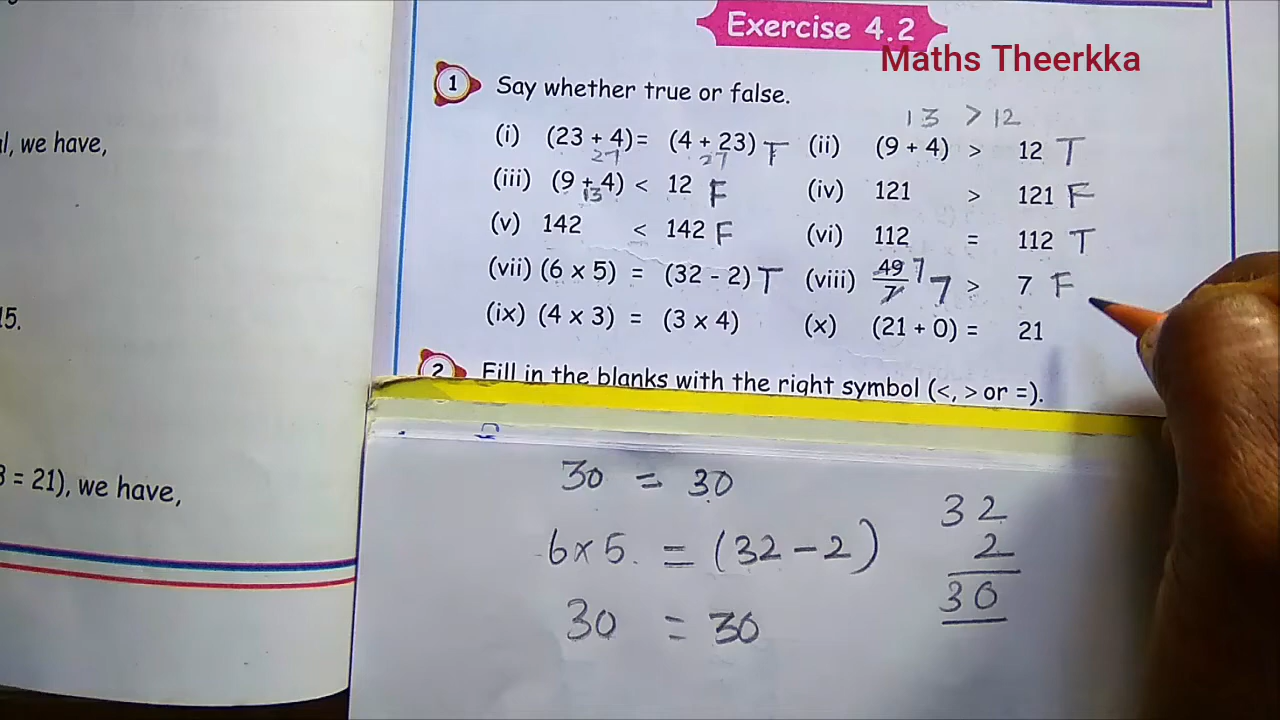 Exercise 4.2
Maths Theerkka
1 Say whether true or false.
13 > 12
(i) (23 + 4) = (4 + 23) T (ii) (9 + 4) > 12 T
27 27
(iii) (9 + 4) < 12 F (iv) 121 > 121 F
13
(v) 142 < 142 F (vi) 112 = 112 T
(vii) (6 x 5) = (32 - 2) T (viii) 49/7 7 7 > 7 F
(ix) (4 x 3) = (3 x 4) (x) (21 + 0) = 21
2 Fill in the blanks with the right symbol (<, > or =).
30 = 30
6 x 5. = (32 - 2)
30 = 30
32
2
30
l, we have,
15.
= 21), we have,